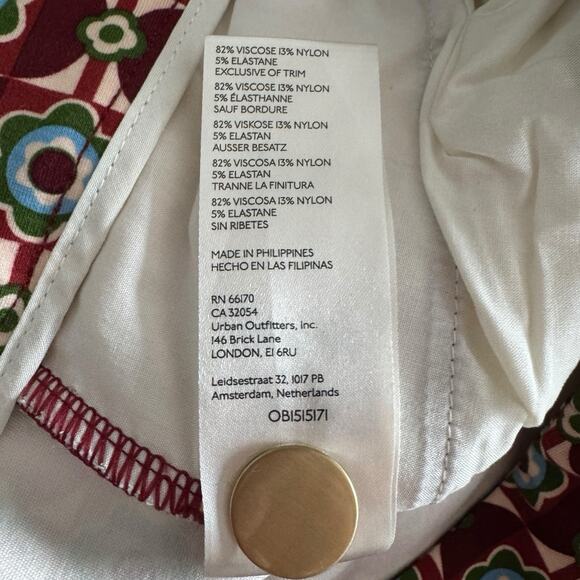 82% VISCOSE 13% NYLON
5% ELASTANE
EXCLUSIVE OF TRIM
82% VISCOSE 13% NYLON
5% ÉLASTHANNE
SAUF BORDURE
82% VISKOSE 13% NYLON
5% ELASTAN
AUSSER BESATZ
82% VISCOSA 13% NYLON
5% ELASTAN
TRANNE LA FINITURA
82% VISCOSA 13% NYLON
5% ELASTANE
SIN RIBETES
MADE IN PHILIPPINES
HECHO EN LAS FILIPINAS
RN 66170
CA 32054
Urban Outfitters, Inc.
146 Brick Lane
LONDON, E1 6RU
Leidsestraat 32, 1017 PB
Amsterdam, Netherlands
OB1515171